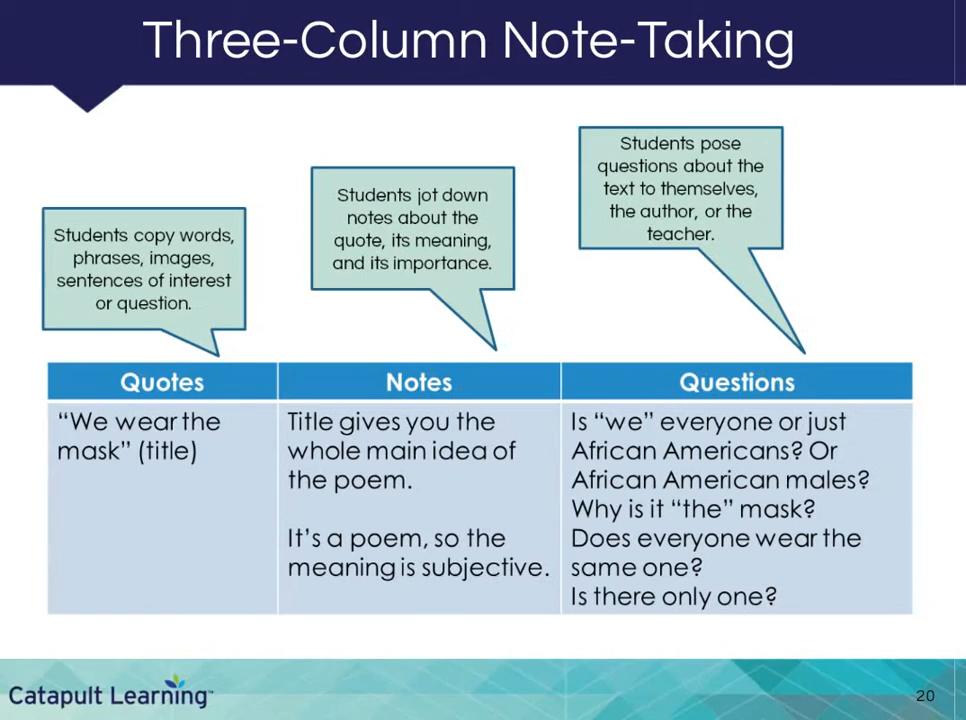 Three-Column Note-Taking
Students copy words,
phrases, images,
sentences of interest
or question.
Students jot down
notes about the
quote, its meaning,
and its importance.
Students pose
questions about the
text to themselves,
the author, or the
teacher.
Quotes
Notes
Questions
“We wear the
mask” (title)
Title gives you the
whole main idea of
the poem.
It’s a poem, so the
meaning is subjective.
Is “we” everyone or just
African Americans? Or
African American males?
Why is it “the” mask?
Does everyone wear the
same one?
Is there only one?
Catapult Learning™
20